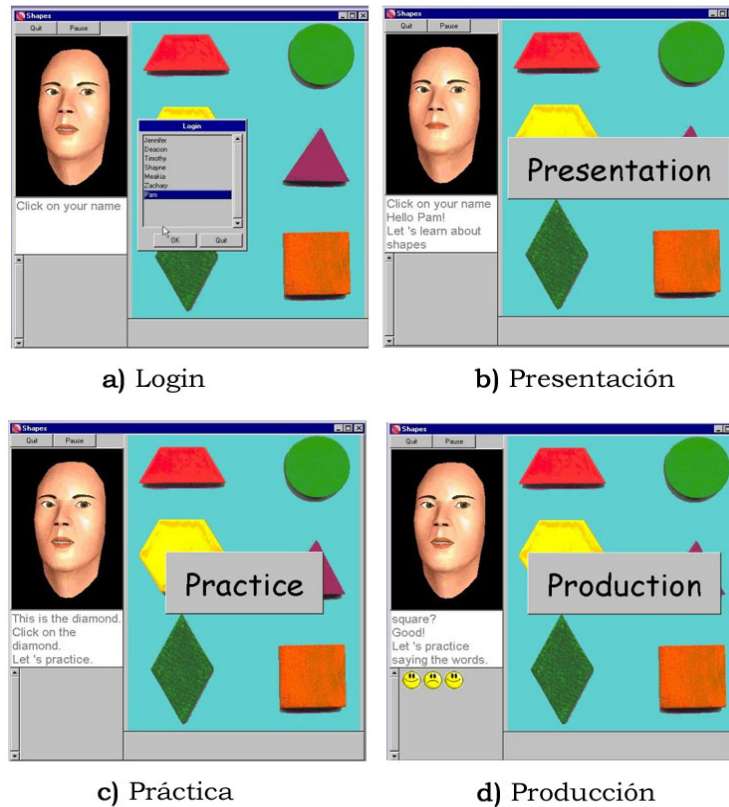 Shapes
Quit Pause
Login
Jennifer
Deacon
Timothy
Shayne
Meakia
Zachary
Pam
OK Quit
Click on your name
a) Login
Shapes
Quit Pause
Presentation
Click on your name
Hello Pam!
Let 's learn about
shapes
b) Presentación
Shapes
Quit Pause
Practice
This is the diamond.
Click on the
diamond.
Let 's practice.
c) Práctica
Shapes
Quit Pause
Production
square?
Good!
Let 's practice
saying the words.
d) Producción